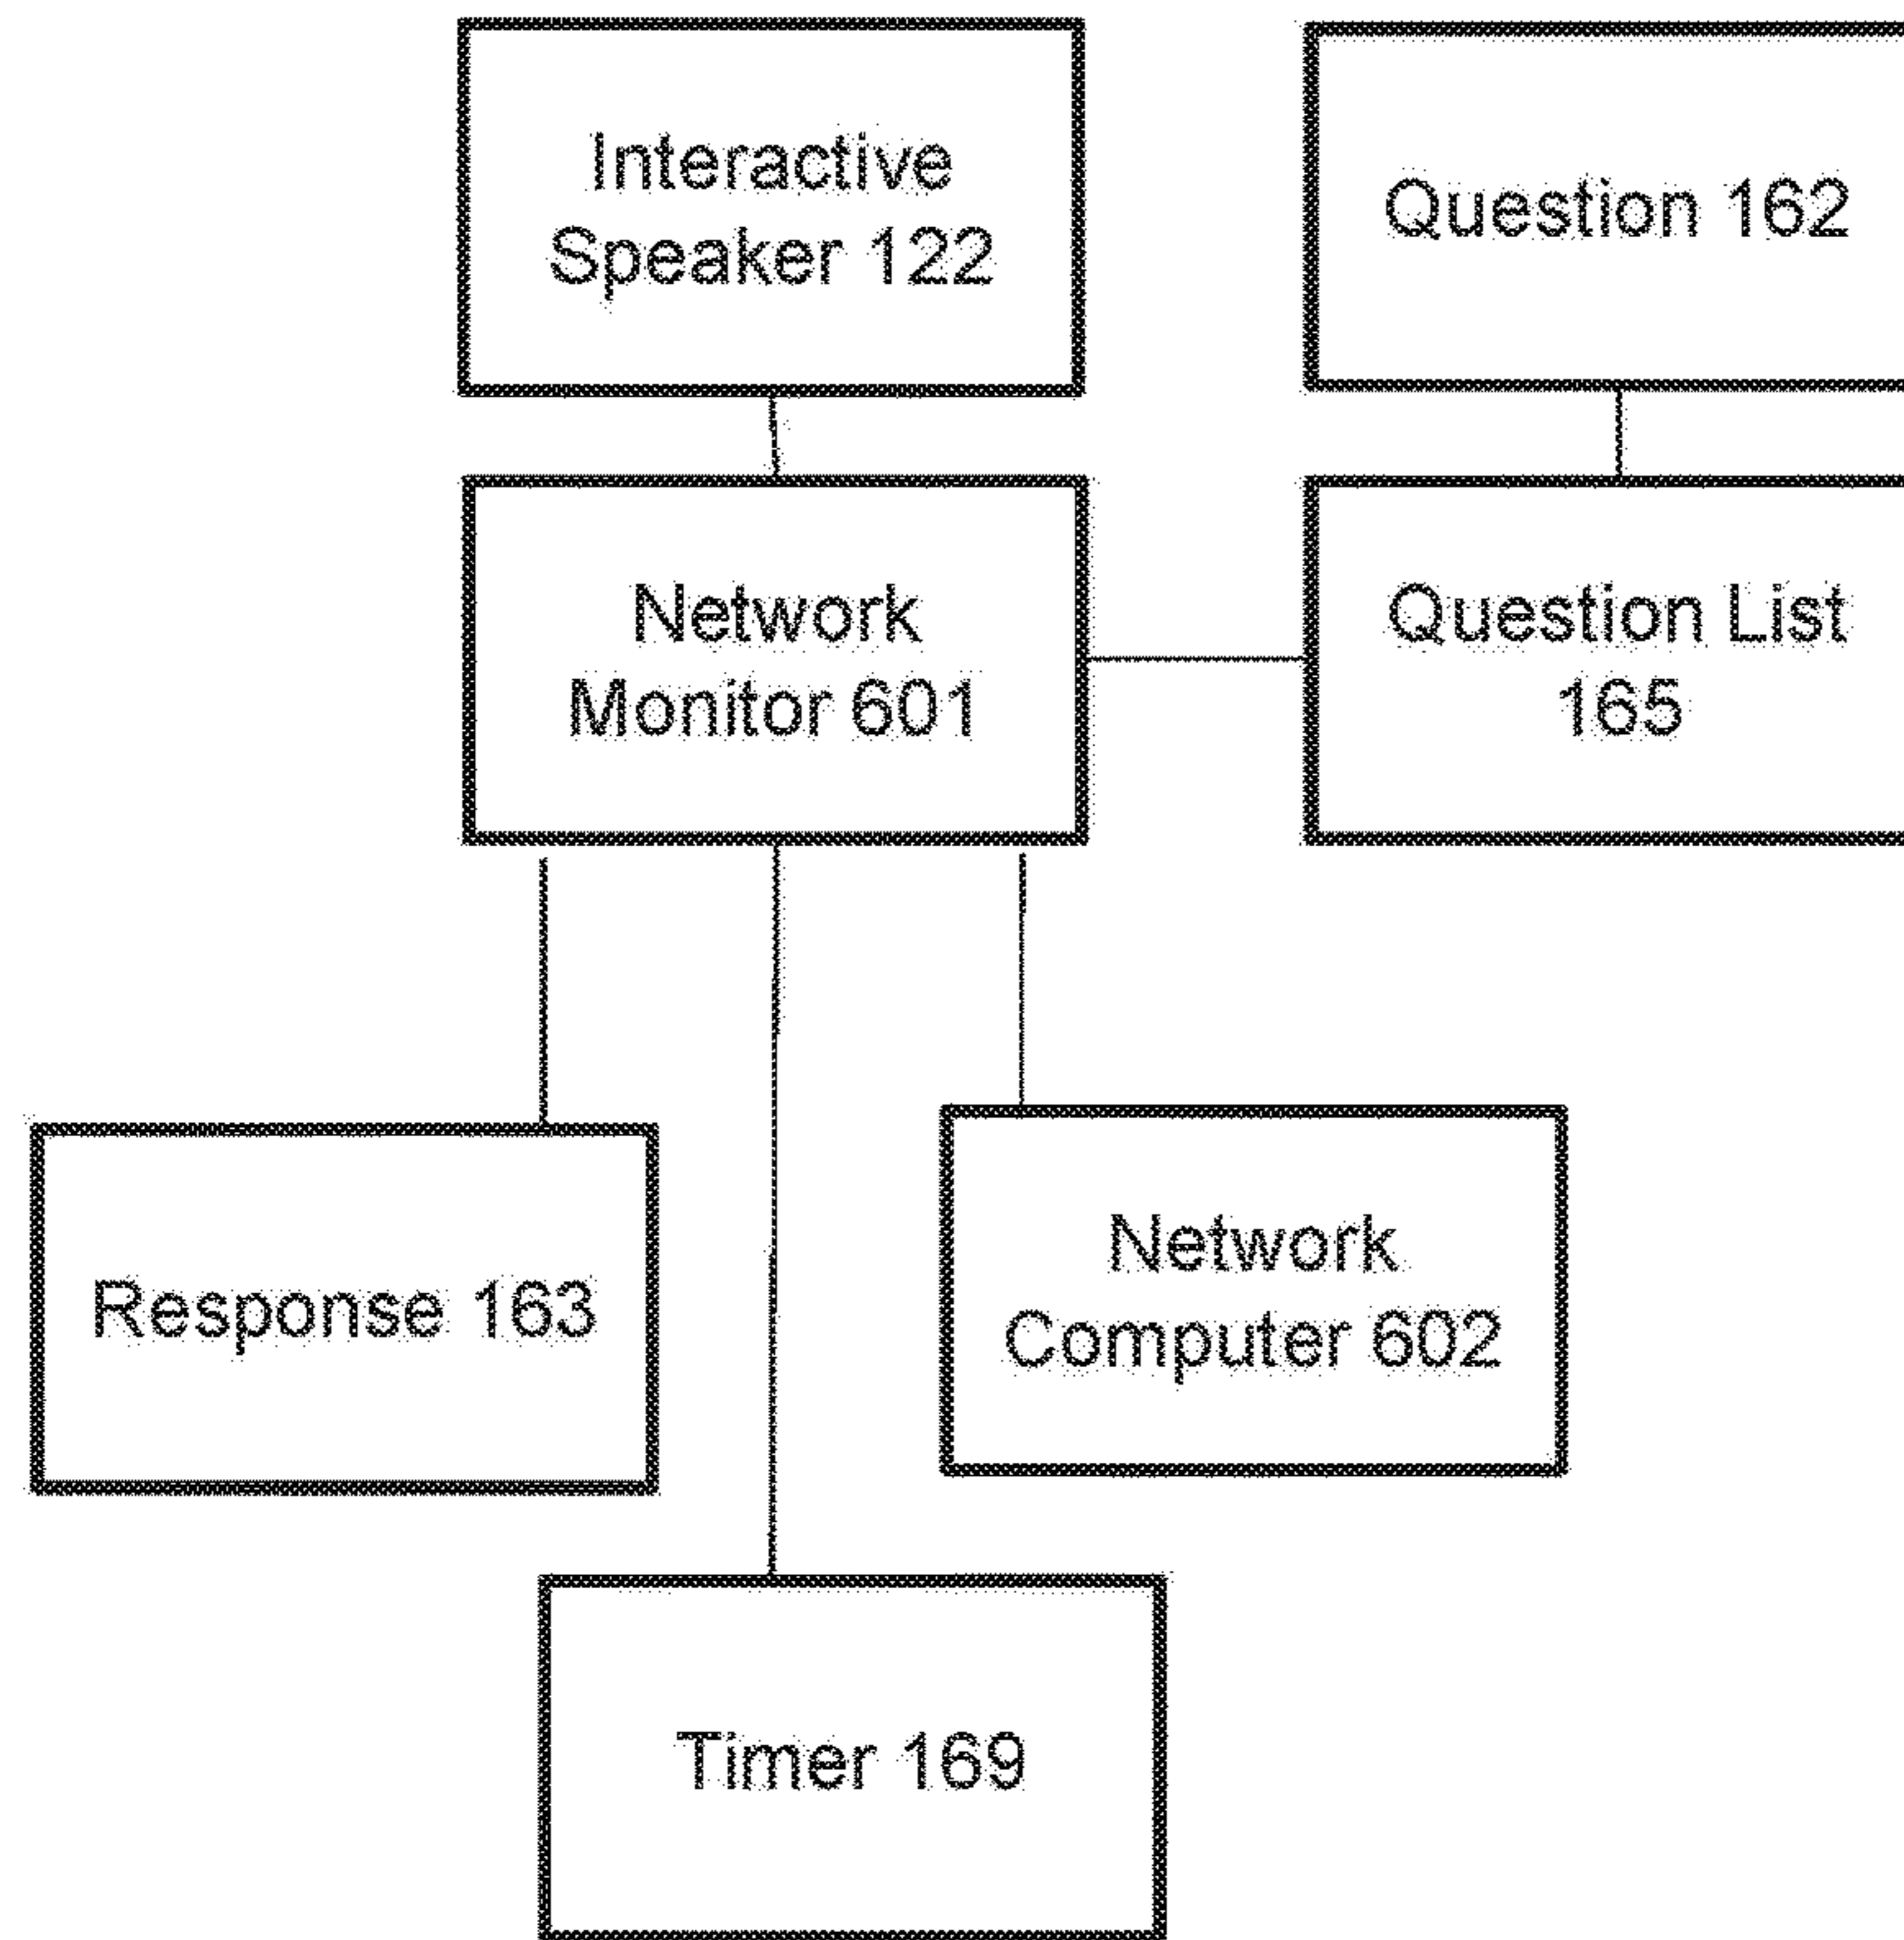 Interactive
Speaker 122
Question 162
Network
Monitor 601
Question List
165
Response 163
Network
Computer 602
Timer 169